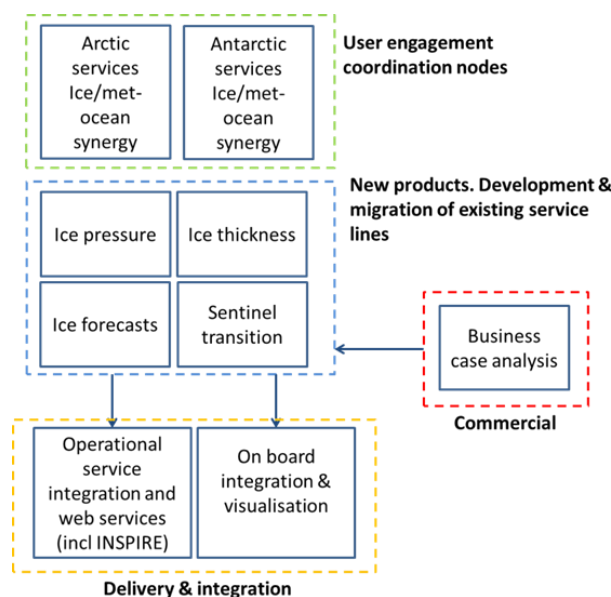 Arctic
services
Ice/met-
ocean
synergy
Antarctic
services
Ice/met-
ocean
synergy
User engagement
coordination nodes
New products. Development &
migration of existing service
lines
Ice pressure
Ice thickness
Ice forecasts
Sentinel
transition
Business
case analysis
Commercial
Operational
service
integration and
web services
(incl INSPIRE)
On board
integration &
visualisation
Delivery & integration